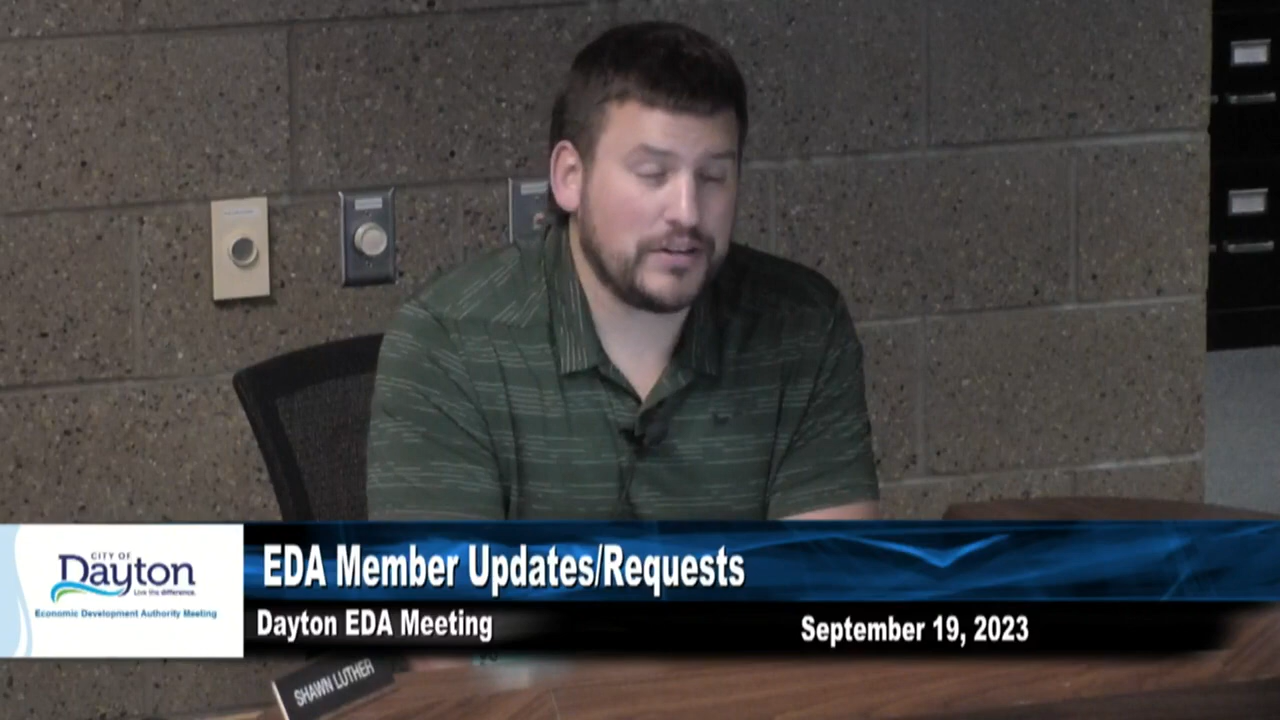 CITY OF
Dayton
Live the difference.
Economic Development Authority Meeting
EDA Member Updates/Requests
Dayton EDA Meeting
September 19, 2023
SHAWN LUTHER